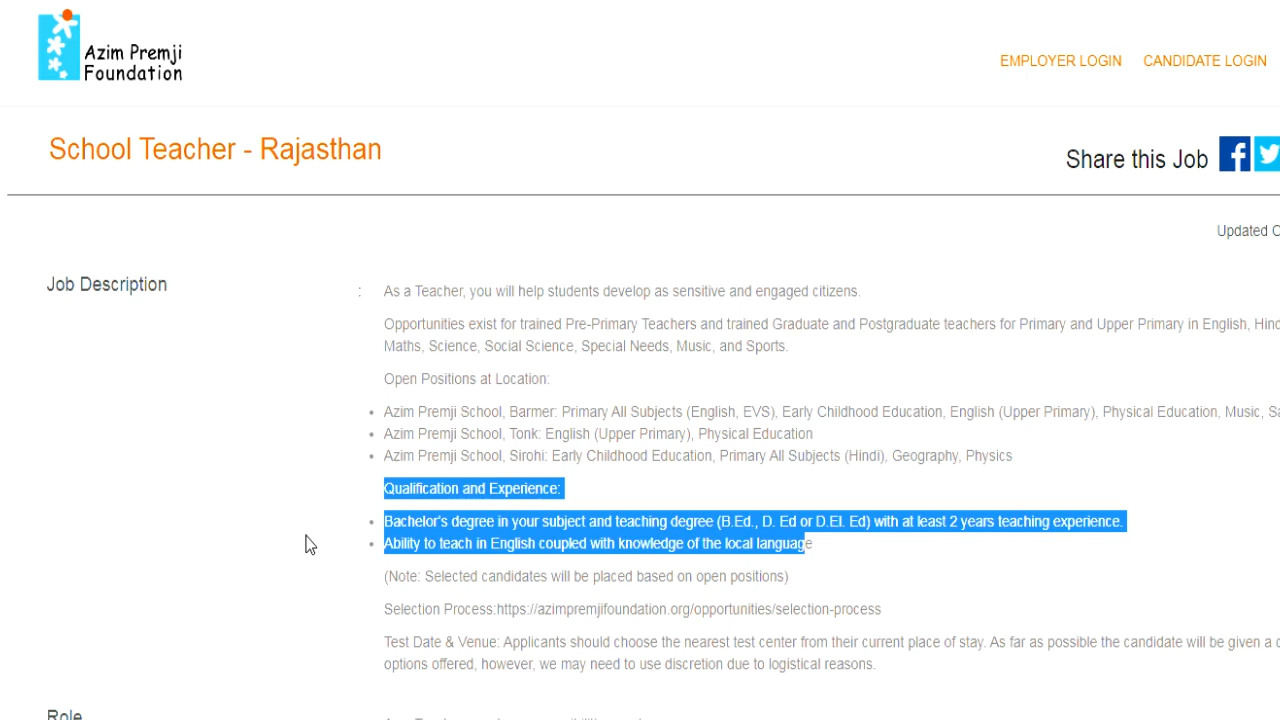 Azim Premji
Foundation
EMPLOYER LOGIN CANDIDATE LOGIN
School Teacher - Rajasthan
Share this Job
Updated
Job Description
: As a Teacher, you will help students develop as sensitive and engaged citizens.
Opportunities exist for trained Pre-Primary Teachers and trained Graduate and Postgraduate teachers for Primary and Upper Primary in English,
Maths, Science, Social Science, Special Needs, Music, and Sports.
Open Positions at Location:
• Azim Premji School, Barmer: Primary All Subjects (English, EVS), Early Childhood Education, English (Upper Primary), Physical Education, Music,
• Azim Premji School, Tonk: English (Upper Primary), Physical Education
• Azim Premji School, Sirohi: Early Childhood Education, Primary All Subjects (Hindi), Geography, Physics
Qualification and Experience:
• Bachelor's degree in your subject and teaching degree (B.Ed., D. Ed or D.El. Ed) with at least 2 years teaching experience.
• Ability to teach in English coupled with knowledge of the local language
(Note: Selected candidates will be placed based on open positions)
Selection Process:https://azimpremjifoundation.org/opportunities/selection-process
Test Date & Venue: Applicants should choose the nearest test center from their current place of stay. As far as possible the candidate will be given a
options offered, however, we may need to use discretion due to logistical reasons.
Role